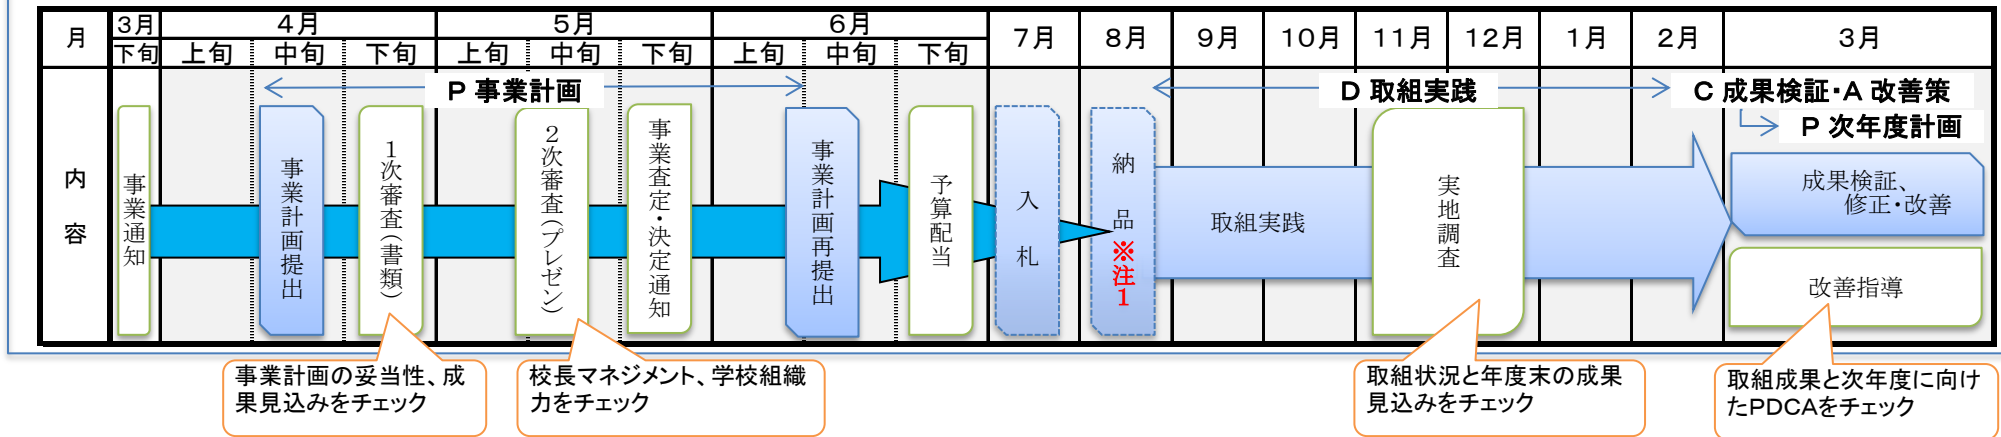 月
3月
4月
5月
6月
7月
8月
9月
10月
11月
12月
1月
2月
3月
下旬
上旬
中旬
下旬
上旬
中旬
下旬
上旬
中旬
下旬
内容
P 事業計画
D 取組実践
C 成果検証・A 改善策
P 次年度計画
事業通知
事業計画提出
1次審査(書類)
2次審査(プレゼン)
事業査定・決定通知
事業計画再提出
予算配当
入札
納品※注1
取組実践
実地調査
成果検証、
修正・改善
改善指導
事業計画の妥当性、成
果見込みをチェック
校長マネジメント、学校組織
力をチェック
取組状況と年度末の成果
見込みをチェック
取組成果と次年度に向け
たPDCAをチェック